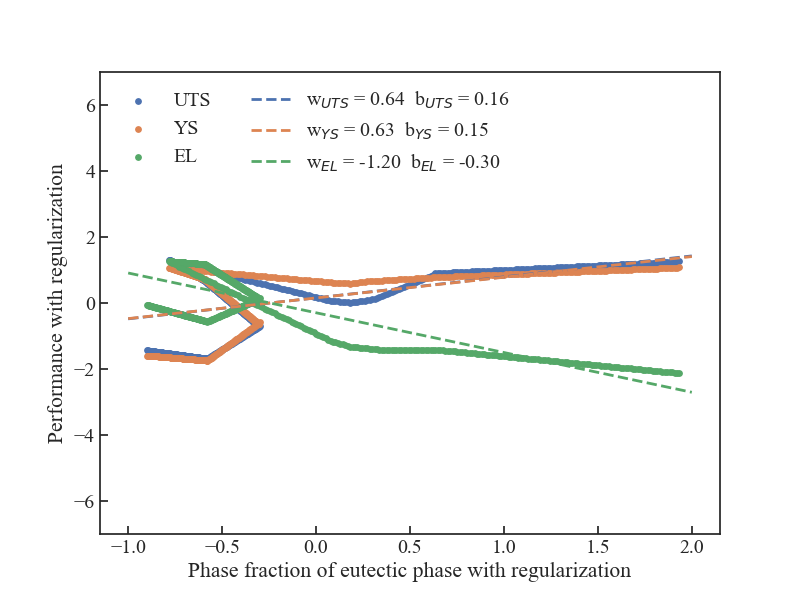 UTS
YS
EL
w_UTS = 0.64 b_UTS = 0.16
w_YS = 0.63 b_YS = 0.15
w_EL = -1.20 b_EL = -0.30
Performance with regularization
6
4
2
0
−2
−4
−6
−1.0 −0.5 0.0 0.5 1.0 1.5 2.0
Phase fraction of eutectic phase with regularization